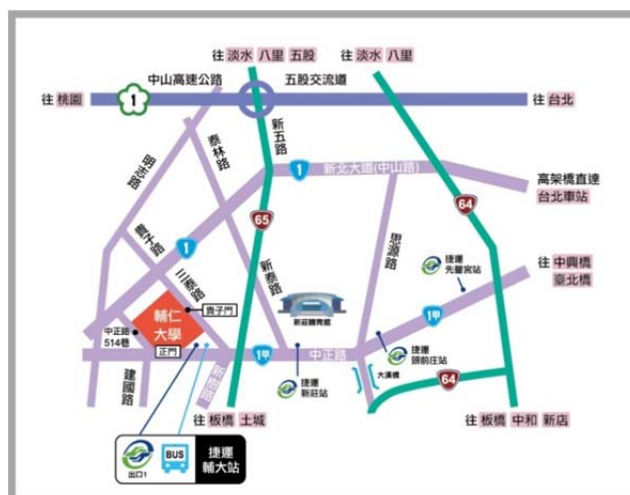 往 淡水 八里 五股
往 淡水 八里
中山高速公路
五股交流道
往 桃園
1
往 台北
新五路
泰林路
明志路
1
新北大道(中山路)
高架橋直達
台北車站
64
65
貴子路
1
思源路
捷運
先嗇宮站
往 中興橋
臺北橋
三泰路
新泰路
輔仁
大學
貴子門
新莊體育館
1甲
中正路
514巷
正門
1甲
中正路
捷運
頭前庄站
大漢橋
建國路
新樹路
捷運
新莊站
64
往 板橋 土城
往 板橋 中和 新店
出口1
BUS
捷運
輔大站